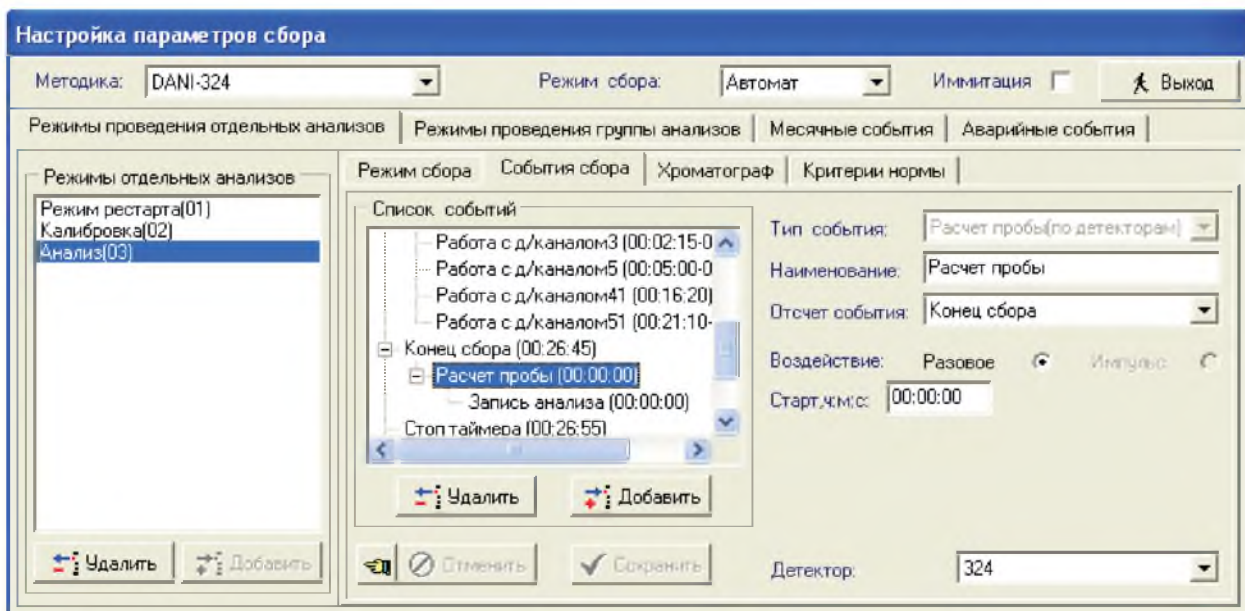 Настройка параметров сбора
Методика: DANI-324 Режим сбора: Автомат Иммитация Выход
Режимы проведения отдельных анализов Режимы проведения группы анализов Месячные события Аварийные события
Режимы отдельных анализов
Режим рестарта(01)
Калибровка(02)
Анализ(03)
Удалить Добавить
Режим сбора События сбора Хроматограф Критерии нормы
Список событий
Работа с д/каналом3 (00:02:15-0
Работа с д/каналом5 (00:05:00-0
Работа с д/каналом41 (00:16:20)
Работа с д/каналом51 (00:21:10-
Конец сбора (00:26:45)
Расчет пробы (00:00:00)
Запись анализа (00:00:00)
Стоп таймера (00:26:55)
Удалить Добавить
Отменить Сохранить
Тип события: Расчет пробы(по детекторам)
Наименование: Расчет пробы
Отсчет события: Конец сбора
Воздействие: Разовое Импульс
Старт,ч:м:с: 00:00:00
Детектор: 324